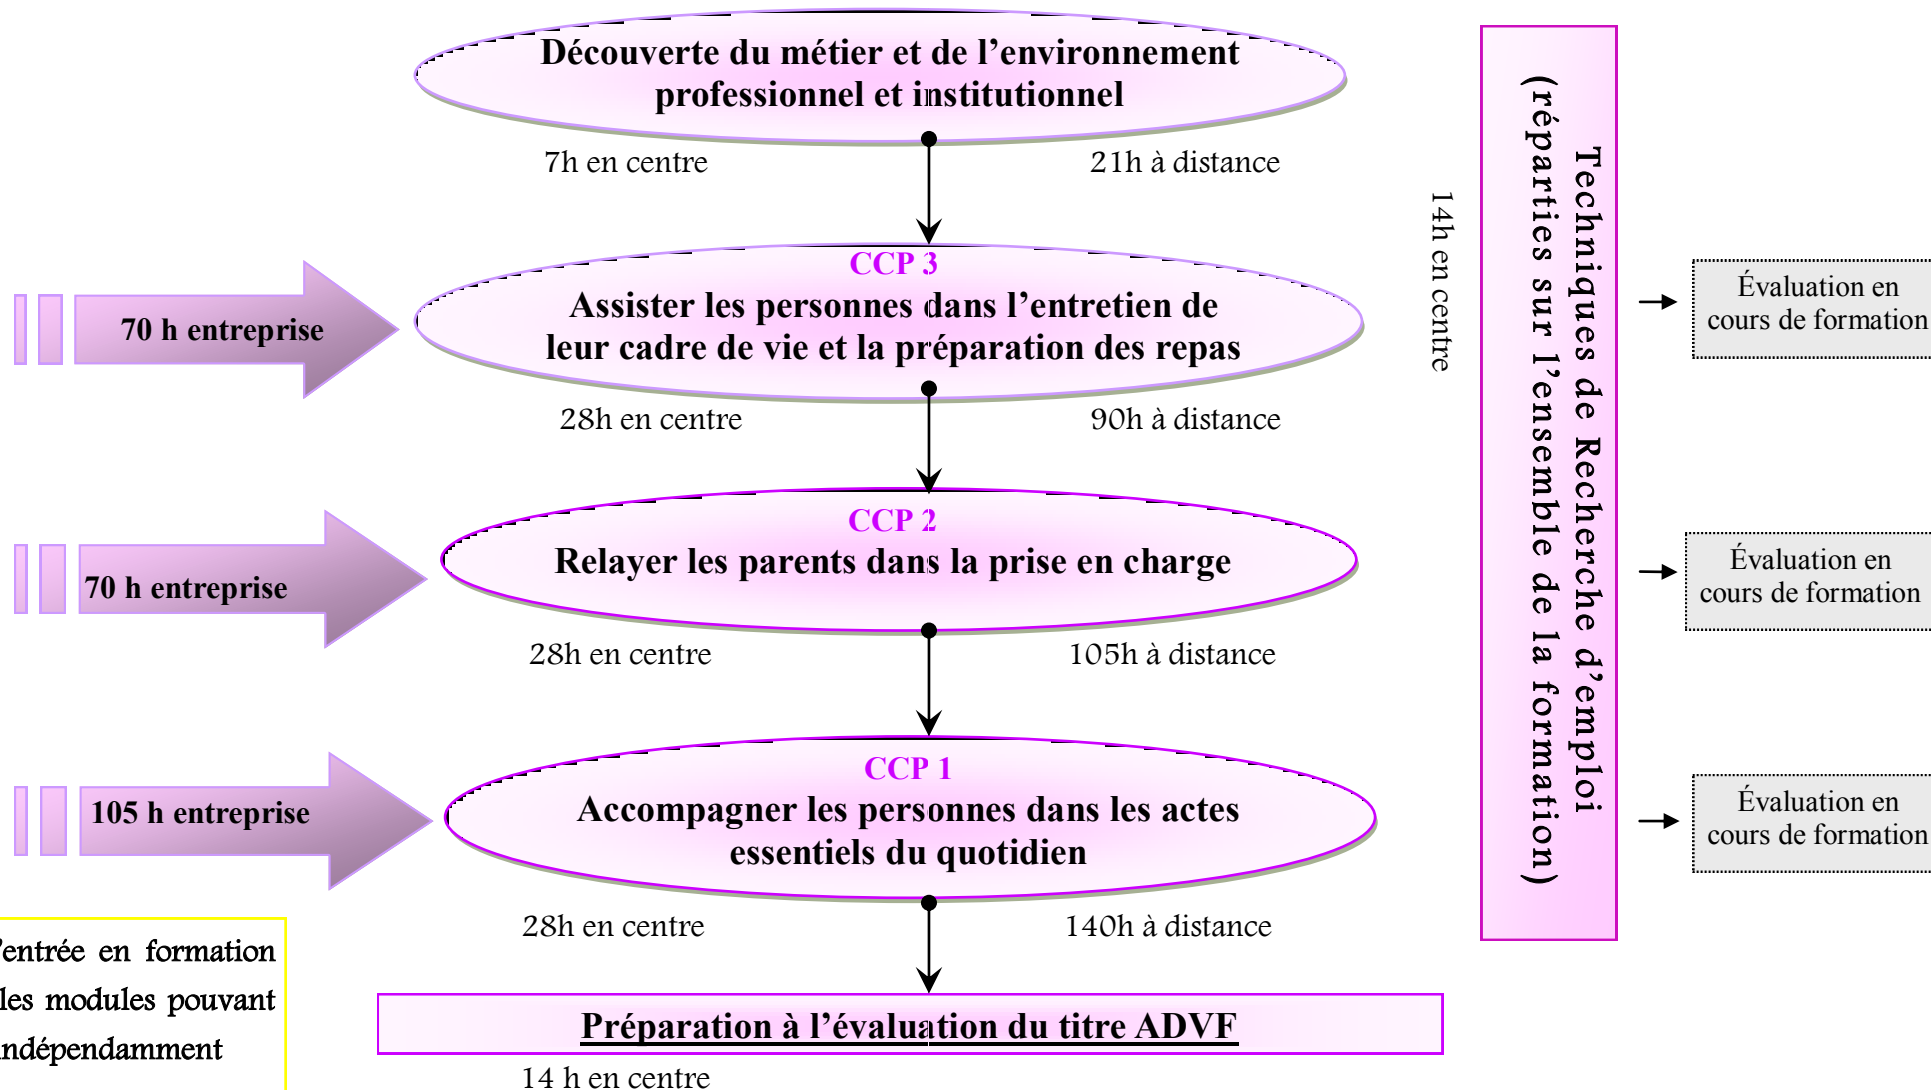 Découverte du métier et de l’environnement
professionnel et institutionnel
7h en centre
21h à distance
CCP 3
Assister les personnes dans l’entretien de
leur cadre de vie et la préparation des repas
70 h entreprise
28h en centre
90h à distance
CCP 2
Relayer les parents dans la prise en charge
70 h entreprise
28h en centre
105h à distance
CCP 1
Accompagner les personnes dans les actes
essentiels du quotidien
105 h entreprise
28h en centre
140h à distance
Préparation à l’évaluation du titre ADVF
14 h en centre
’entrée en formation
les modules pouvant
indépendamment
14h en centre
Techniques de Recherche d’emploi
(réparties sur l’ensemble de la formation)
Évaluation en
cours de formation
Évaluation en
cours de formation
Évaluation en
cours de formation